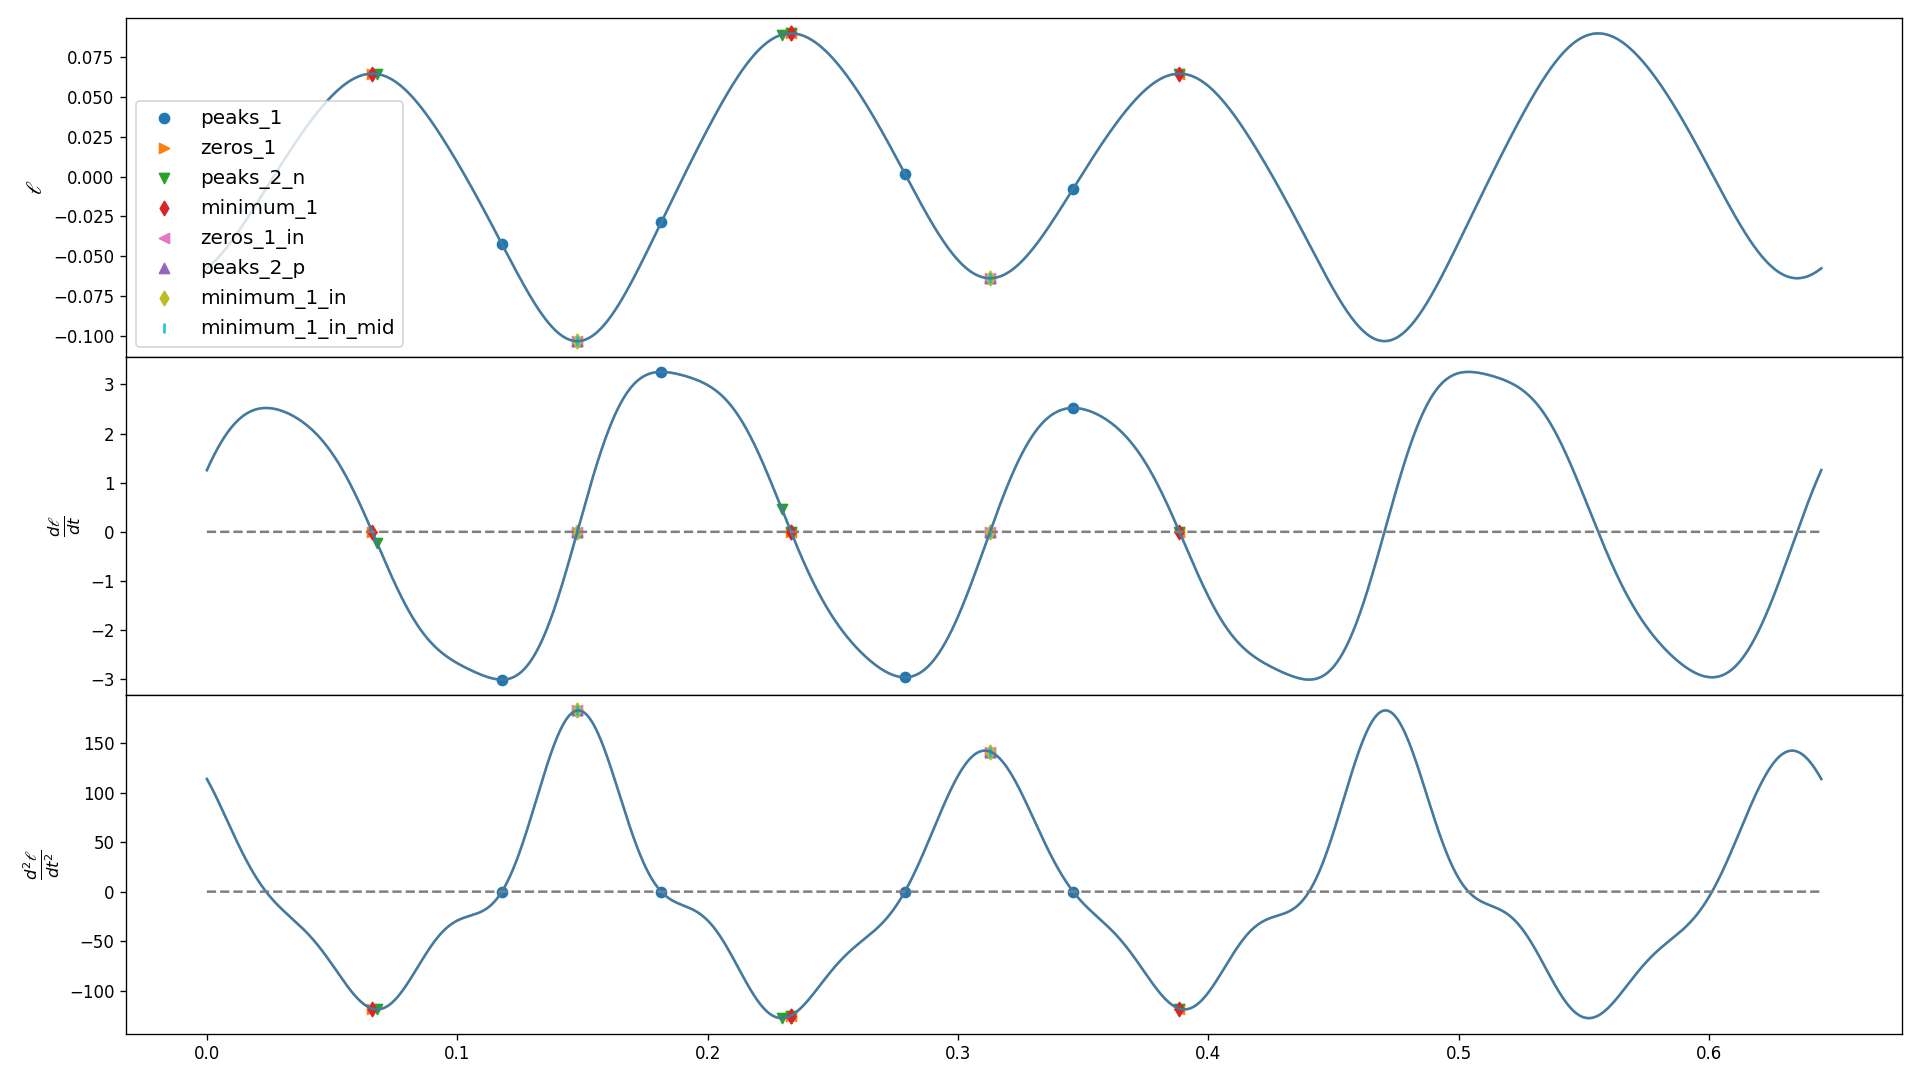 ℓ
0.075
0.050
0.025
0.000
−0.025
−0.050
−0.075
−0.100
peaks_1
zeros_1
peaks_2_n
minimum_1
zeros_1_in
peaks_2_p
minimum_1_in
minimum_1_in_mid
dℓ
dt
3
2
1
0
−1
−2
−3
d²ℓ
dt²
150
100
50
0
−50
−100
0.0 0.1 0.2 0.3 0.4 0.5 0.6